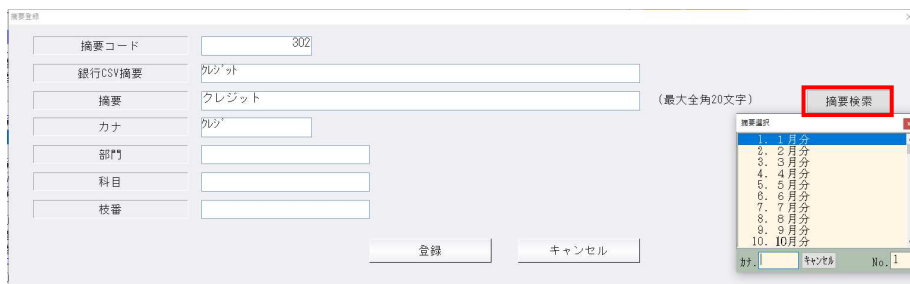 摘要登録
摘要コード 302
銀行CSV摘要 ｸﾚｼﾞｯﾄ
摘要 クレジット (最大全角20文字) 摘要検索
カナ ｸﾚｼﾞ
部門
科目
枝番
登録 キャンセル
摘要選択
1. 1月分
2. 2月分
3. 3月分
4. 4月分
5. 5月分
6. 6月分
7. 7月分
8. 8月分
9. 9月分
10. 10月分
ｶﾅ. ｷｬﾝｾﾙ No. 1